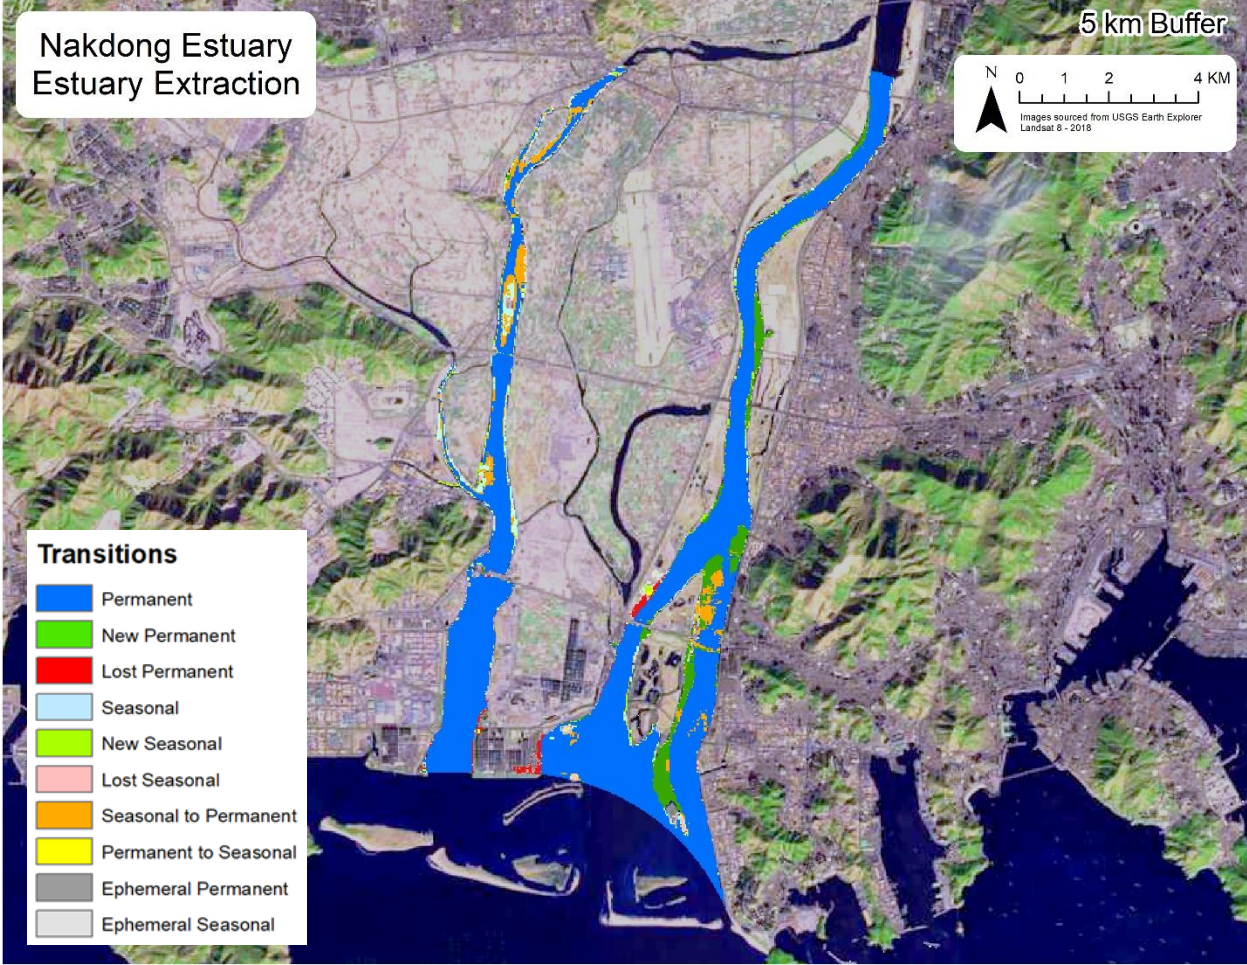 Nakdong Estuary
Estuary Extraction
5 km Buffer
N
0 1 2 4 KM
Images sourced from USGS Earth Explorer
Landsat 8 - 2018
Transitions
Permanent
New Permanent
Lost Permanent
Seasonal
New Seasonal
Lost Seasonal
Seasonal to Permanent
Permanent to Seasonal
Ephemeral Permanent
Ephemeral Seasonal